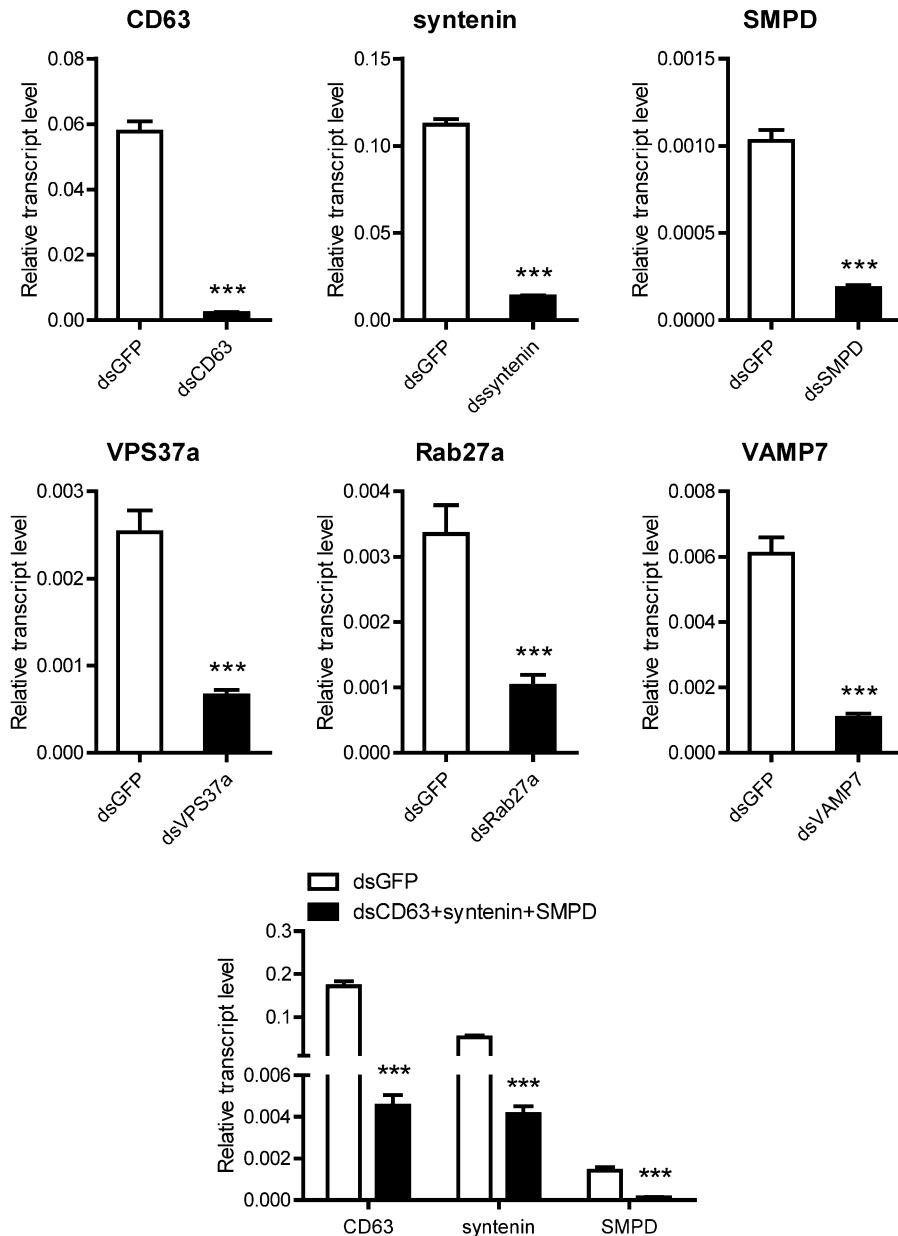 CD63
syntenin
SMPD
Relative transcript level
0.08
0.06
0.04
0.02
0.00
***
dsGFP
dsCD63
Relative transcript level
0.15
0.10
0.05
0.00
***
dsGFP
dssyntenin
Relative transcript level
0.0015
0.0010
0.0005
0.0000
***
dsGFP
dsSMPD
VPS37a
Rab27a
VAMP7
Relative transcript level
0.003
0.002
0.001
0.000
***
dsGFP
dsVPS37a
Relative transcript level
0.004
0.003
0.002
0.001
0.000
***
dsGFP
dsRab27a
Relative transcript level
0.008
0.006
0.004
0.002
0.000
***
dsGFP
dsVAMP7
dsGFP
dsCD63+syntenin+SMPD
Relative transcript level
0.3
0.2
0.1
0.006
0.004
0.002
0.000
***
***
***
CD63
syntenin
SMPD